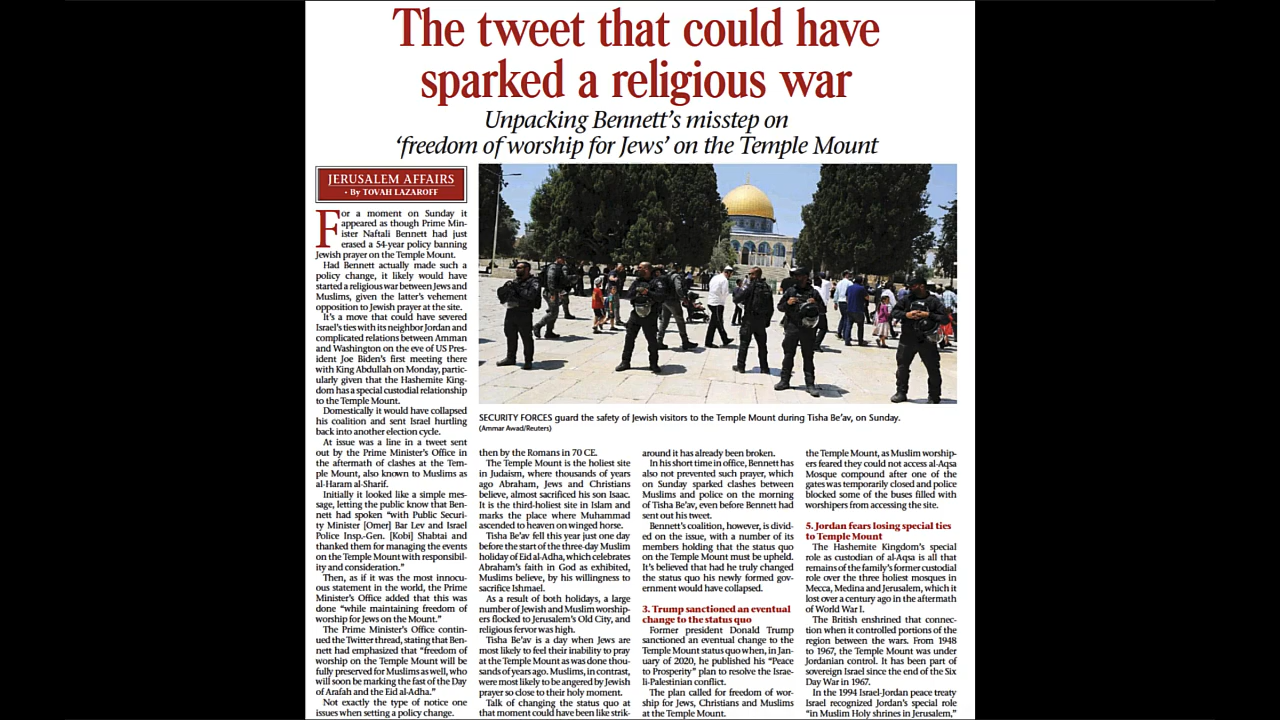 The tweet that could have
sparked a religious war
Unpacking Bennett's misstep on
'freedom of worship for Jews' on the Temple Mount
JERUSALEM AFFAIRS
• By TOVAH LAZAROFF
For a moment on Sunday it
appeared as though Prime Min-
ister Naftali Bennett had just
erased a 54-year policy banning
Jewish prayer on the Temple Mount.
Had Bennett actually made such a
policy change, it likely would have
started a religious war between Jews and
Muslims, given the latter's vehement
opposition to Jewish prayer at the site.
It's a move that could have severed
Israel's ties with its neighbor Jordan and
complicated relations between Amman
and Washington on the eve of US Pres-
ident Joe Biden's first meeting there
with King Abdullah on Monday, partic-
ularly given that the Hashemite King-
dom has a special custodial relationship
to the Temple Mount.
Domestically it would have collapsed
his coalition and sent Israel hurtling
back into another election cycle.
At issue was a line in a tweet sent
out by the Prime Minister's Office in
the aftermath of clashes at the Tem-
ple Mount, also known to Muslims as
al-Haram al-Sharif.
Initially it looked like a simple mes-
sage, letting the public know that Ben-
nett had spoken "with Public Securi-
ty Minister [Omer] Bar Lev and Israel
Police Insp.-Gen. [Kobi] Shabtai and
thanked them for managing the events
on the Temple Mount with responsibil-
ity and consideration."
Then, as if it was the most innocu-
ous statement in the world, the Prime
Minister's Office added that this was
done "while maintaining freedom of
worship for Jews on the Mount."
The Prime Minister's Office contin-
ued the Twitter thread, stating that Ben-
nett had emphasized that "freedom of
worship on the Temple Mount will be
fully preserved for Muslims as well, who
will soon be marking the fast of the Day
of Arafah and the Eid al-Adha."
Not exactly the type of notice one
issues when setting a policy change.
SECURITY FORCES guard the safety of Jewish visitors to the Temple Mount during Tisha Be'av, on Sunday.
(Ammar Awad/Reuters)
then by the Romans in 70 CE.
The Temple Mount is the holiest site
in Judaism, where thousands of years
ago Abraham, Jews and Christians
believe, almost sacrificed his son Isaac.
It is the third-holiest site in Islam and
marks the place where Muhammad
ascended to heaven on winged horse.
Tisha Be'av fell this year just one day
before the start of the three-day Muslim
holiday of Eid al-Adha, which celebrates
Abraham's faith in God as exhibited,
Muslims believe, by his willingness to
sacrifice Ishmael.
As a result of both holidays, a large
number of Jewish and Muslim worship-
ers flocked to Jerusalem's Old City, and
religious fervor was high.
Tisha Be'av is a day when Jews are
most likely to feel their inability to pray
at the Temple Mount as was done thou-
sands of years ago. Muslims, in contrast,
were most likely to be angered by Jewish
prayer so close to their holy moment.
Talk of changing the status quo at
that moment could have been like strik-
around it has already been broken.
In his short time in office, Bennett has
also not prevented such prayer, which
on Sunday sparked clashes between
Muslims and police on the morning
of Tisha Be'av, even before Bennett had
sent out his tweet.
Bennett's coalition, however, is divid-
ed on the issue, with a number of its
members holding that the status quo
on the Temple Mount must be upheld.
It's believed that had he truly changed
the status quo his newly formed gov-
ernment would have collapsed.
3. Trump sanctioned an eventual
change to the status quo
Former president Donald Trump
sanctioned an eventual change to the
Temple Mount status quo when, in Jan-
uary of 2020, he published his "Peace
to Prosperity" plan to resolve the Israe-
li-Palestinian conflict.
The plan called for freedom of wor-
ship for Jews, Christians and Muslims
at the Temple Mount.
the Temple Mount, as Muslim worship-
ers feared they could not access al-Aqsa
Mosque compound after one of the
gates was temporarily closed and police
blocked some of the buses filled with
worshipers from accessing the site.
5. Jordan fears losing special ties
to Temple Mount
The Hashemite Kingdom's special
role as custodian of al-Aqsa is all that
remains of the family's former custodial
role over the three holiest mosques in
Mecca, Medina and Jerusalem, which it
lost over a century ago in the aftermath
of World War I.
The British enshrined that connec-
tion when it controlled portions of the
region between the wars. From 1948
to 1967, the Temple Mount was under
Jordanian control. It has been part of
sovereign Israel since the end of the Six
Day War in 1967.
In the 1994 Israel-Jordan peace treaty
Israel recognized Jordan's special role
"in Muslim Holy shrines in Jerusalem,"